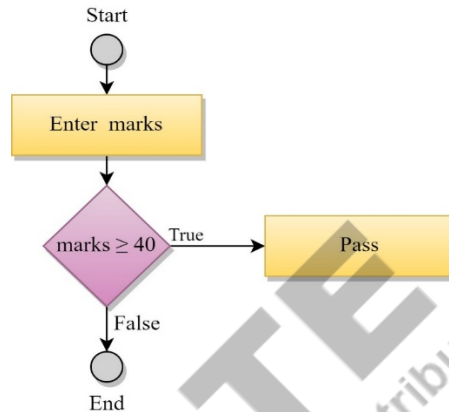 Start
Enter marks
marks ≥ 40
True
Pass
False
End